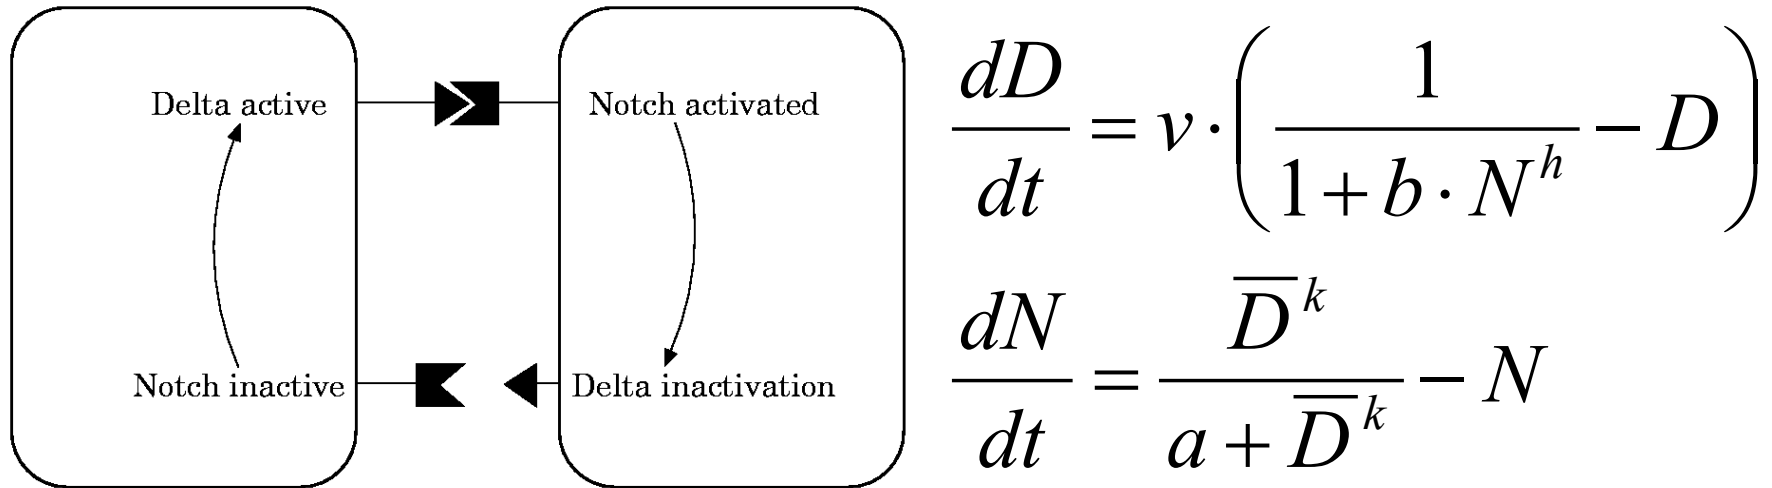 Delta active
Notch activated
Notch inactive
Delta inactivation
dD/dt = v·(1/(1+b·N^h) − D)
dN/dt = D̅^k/(a+D̅^k) − N